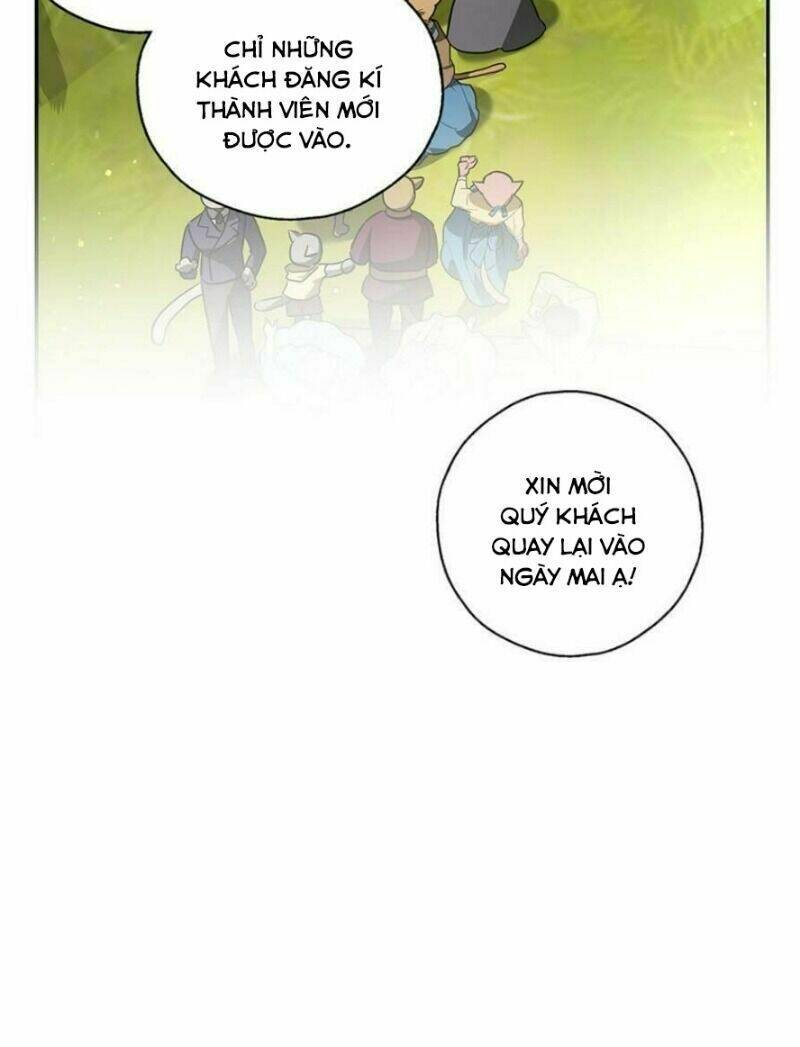 CHỈ NHỮNG
KHÁCH ĐĂNG KÍ
THÀNH VIÊN MỚI
ĐƯỢC VÀO.
XIN MỜI
QUÝ KHÁCH
QUAY LẠI VÀO
NGÀY MAI Ạ!